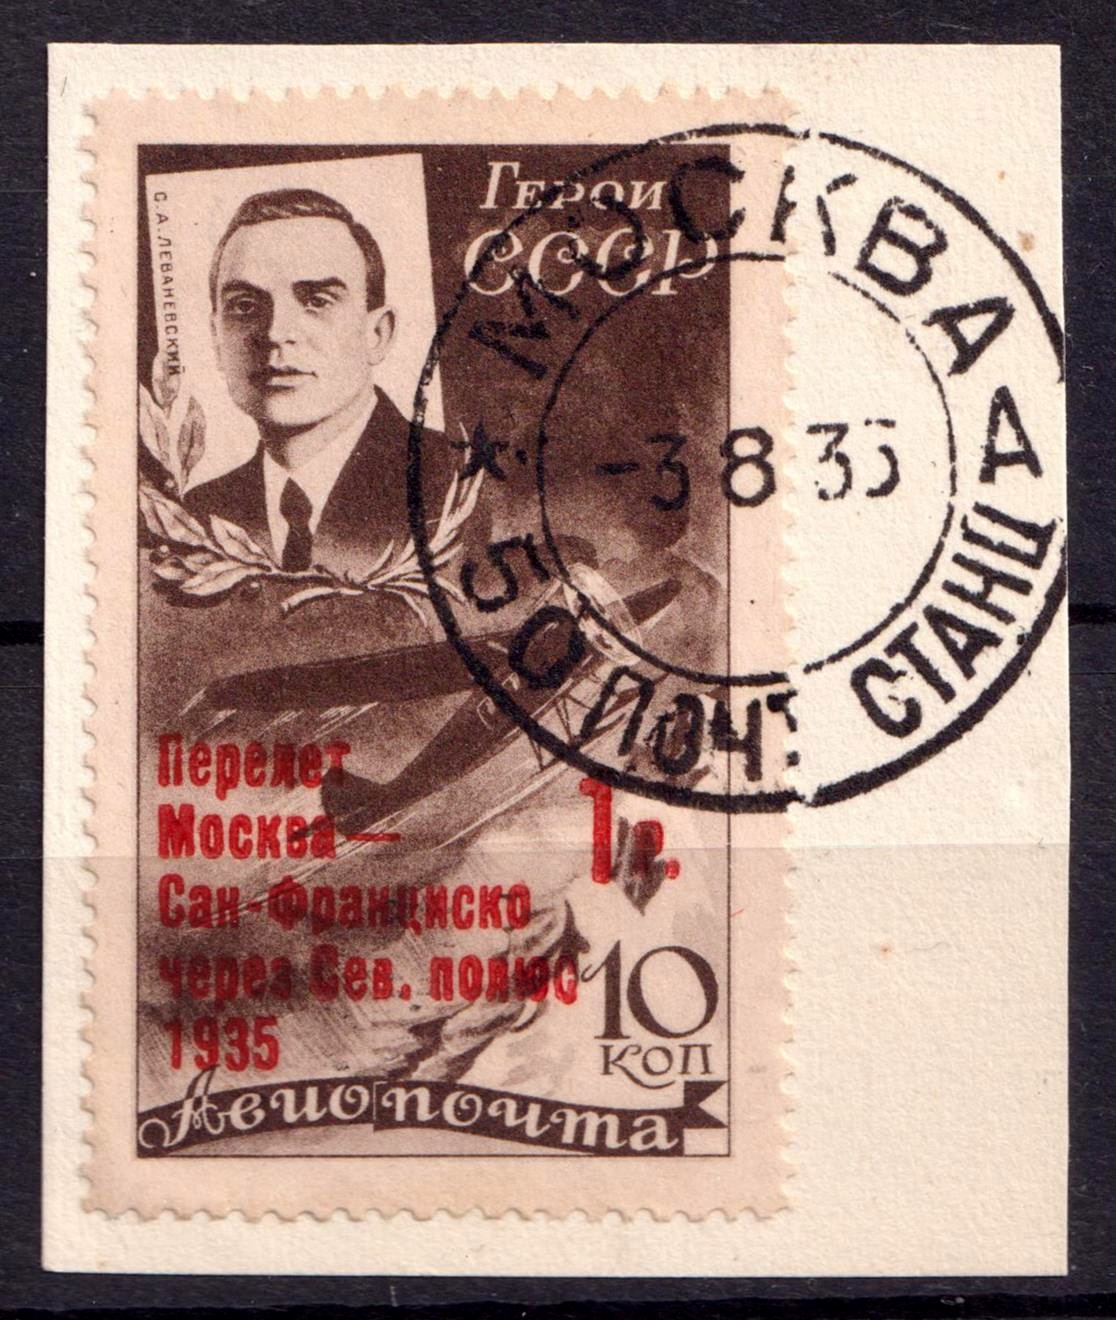 Герои
СССР
С.А.ЛЕВАНЕВСКИЙ
МОСКВА Д
* -3 8 35
50 ПОЧТ СТАНЦ
Перелет
Москва—
Сан-Франциско
через Сев. полюс
1935
1р.
10
коп
Авиопочта